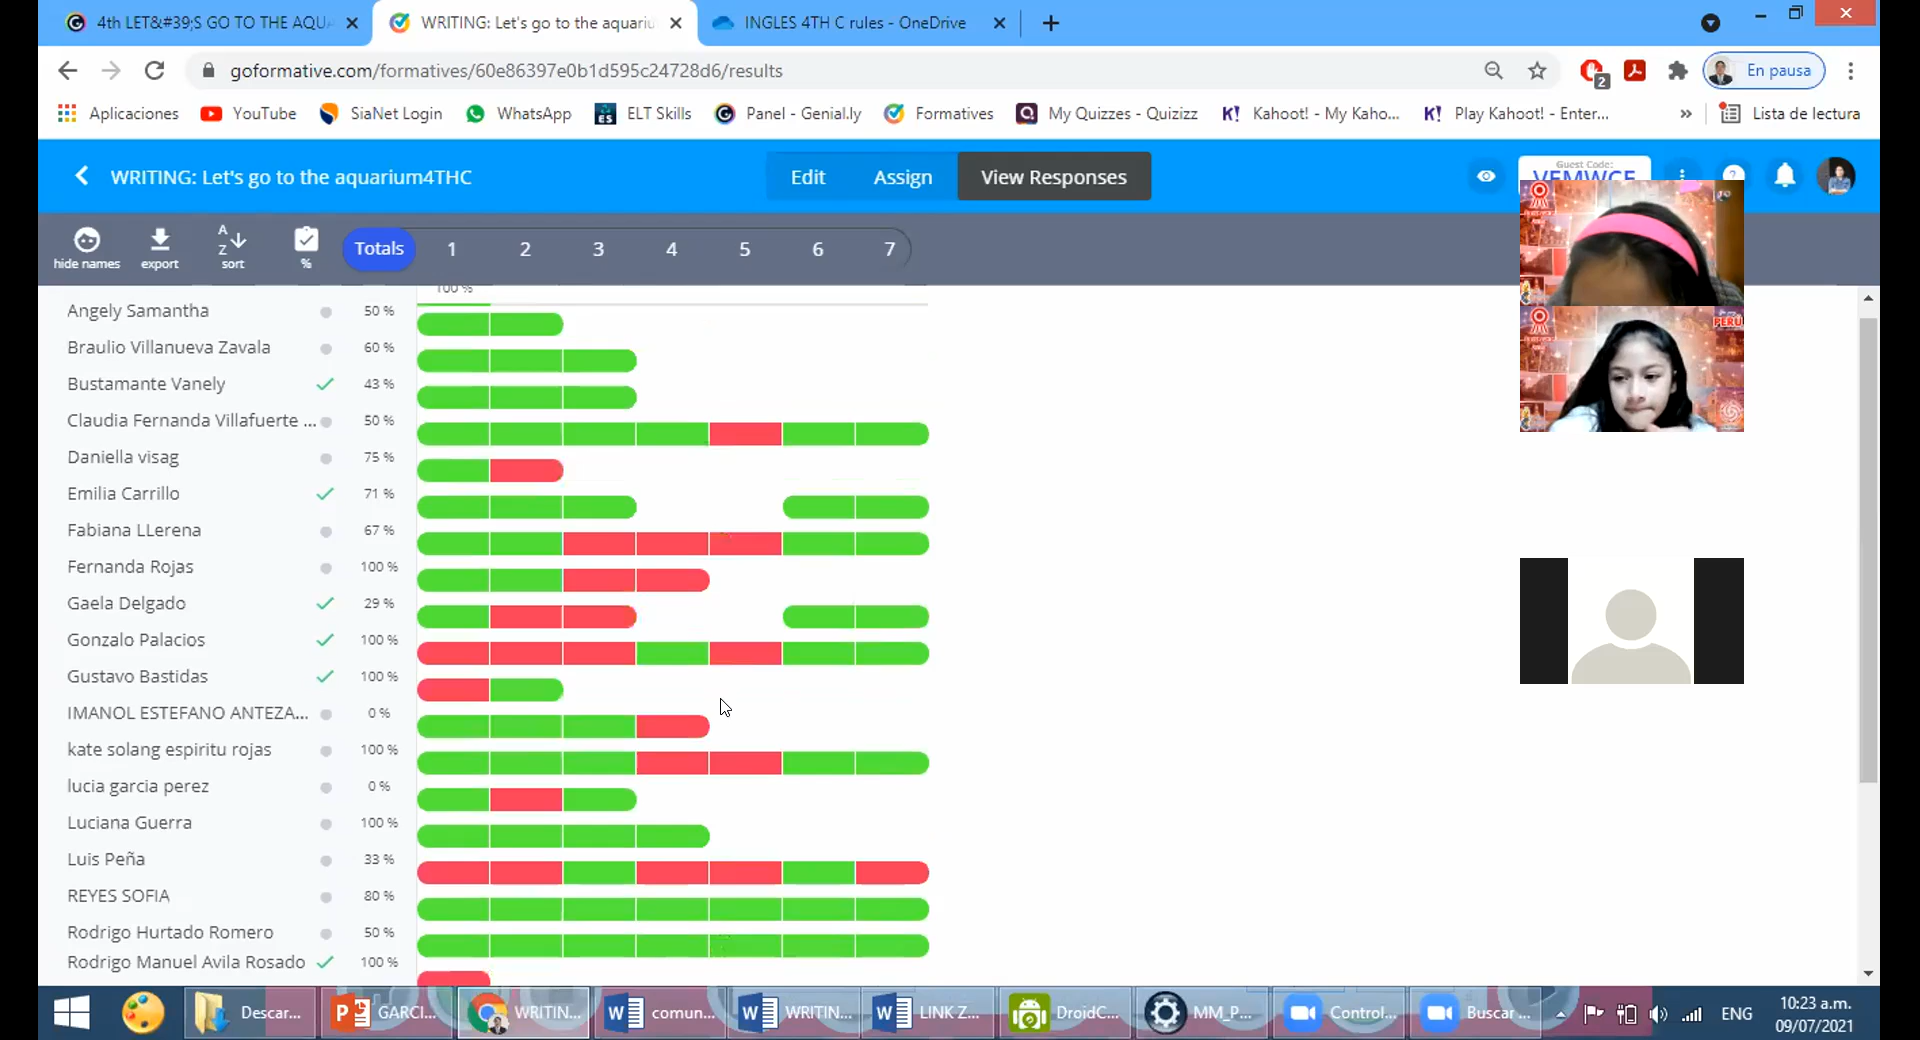 4th LET&#39;S GO TO THE AQUA
WRITING: Let's go to the aquariu
INGLES 4TH C rules - OneDrive
goformative.com/formatives/60e86397e0b1d595c24728d6/results
2
En pausa
Aplicaciones
YouTube
SiaNet Login
WhatsApp
ELT Skills
Panel - Genial.ly
Formatives
My Quizzes - Quizizz
Kahoot! - My Kaho...
Play Kahoot! - Enter...
»
Lista de lectura
WRITING: Let's go to the aquarium4THC
Edit
Assign
View Responses
Guest Code:
VEMWCE
hide names
export
A
Z
sort
%
Totals
1
2
3
4
5
6
7
100 %
Angely Samantha 50 %
Braulio Villanueva Zavala 60 %
Bustamante Vanely 43 %
Claudia Fernanda Villafuerte ... 50 %
Daniella visag 75 %
Emilia Carrillo 71 %
Fabiana LLerena 67 %
Fernanda Rojas 100 %
Gaela Delgado 29 %
Gonzalo Palacios 100 %
Gustavo Bastidas 100 %
IMANOL ESTEFANO ANTEZA... 0 %
kate solang espiritu rojas 100 %
lucia garcia perez 0 %
Luciana Guerra 100 %
Luis Peña 33 %
REYES SOFIA 80 %
Rodrigo Hurtado Romero 50 %
Rodrigo Manuel Avila Rosado 100 %
PERÚ
Descar...
GARCI...
WRITIN...
comun...
WRITIN...
LINK Z...
DroidC...
MM_P...
Control...
Buscar ...
ENG
10:23 a.m.
09/07/2021